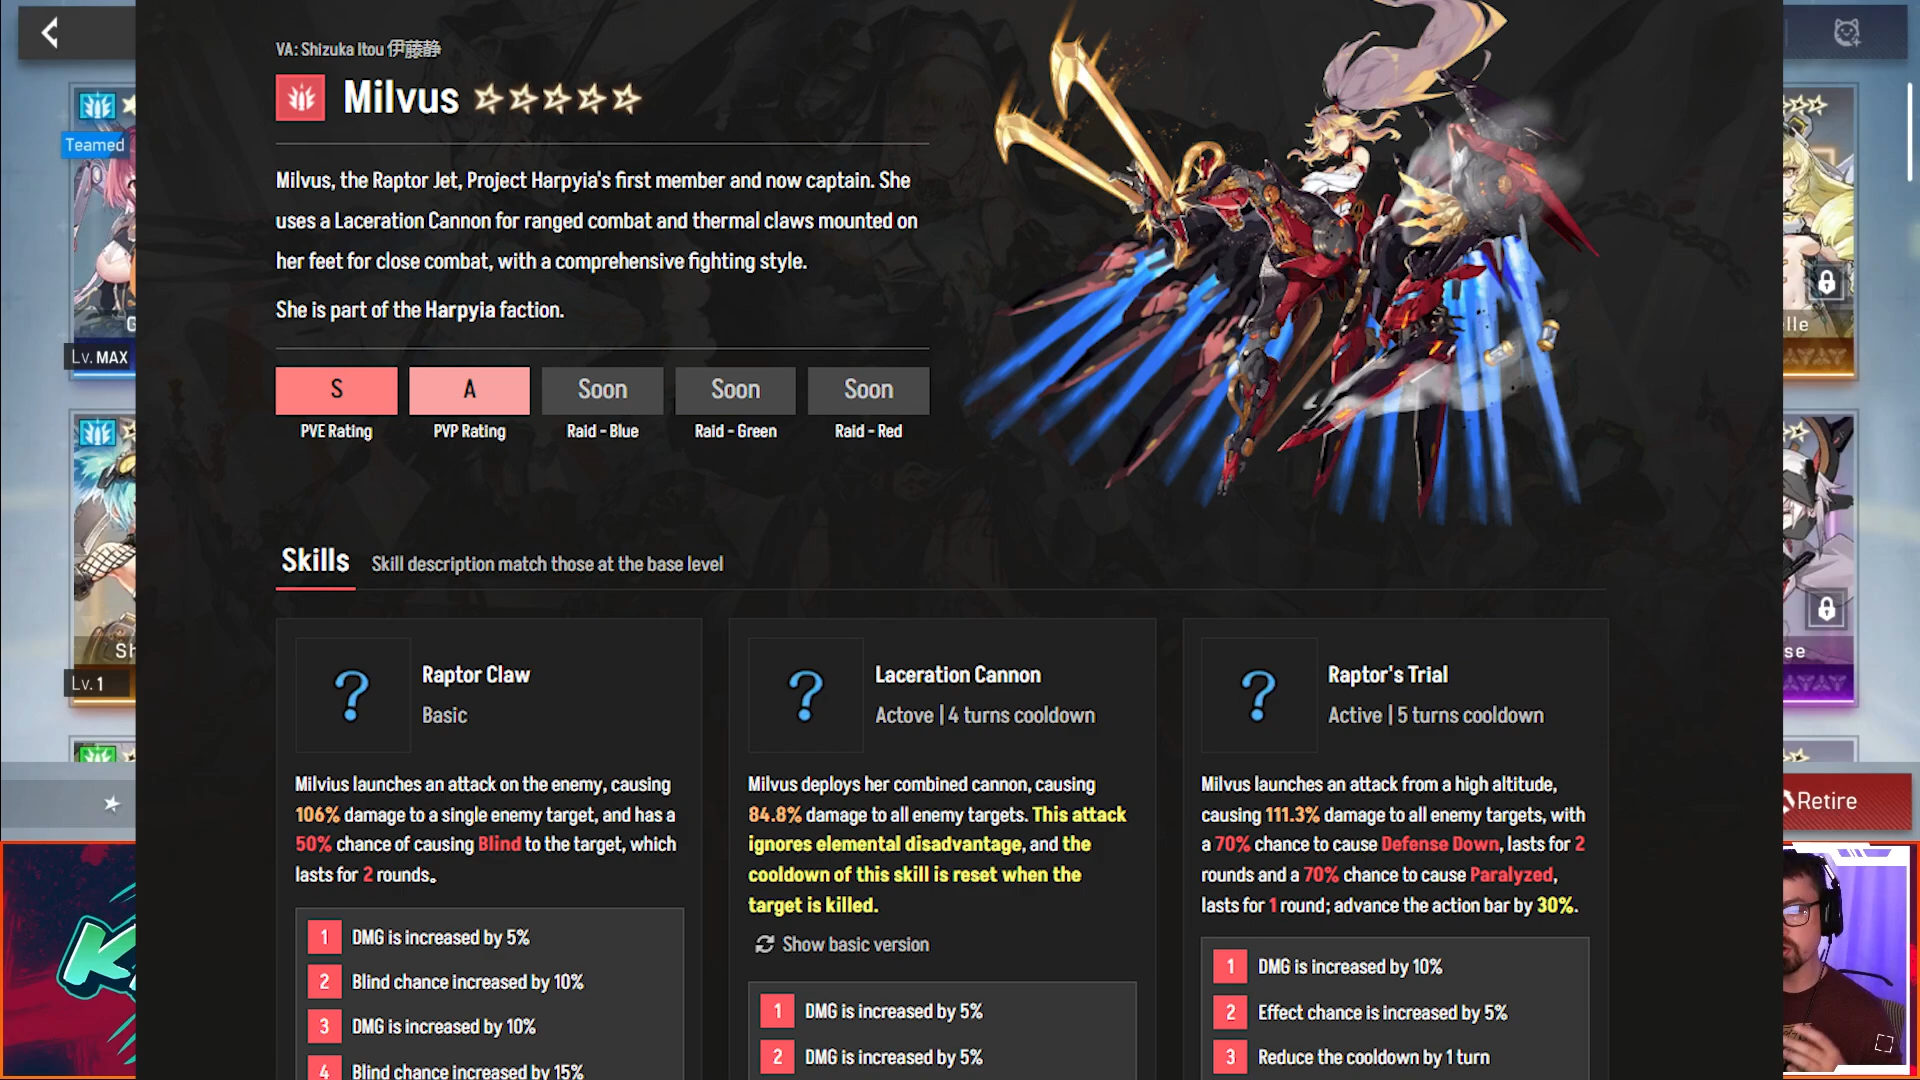 VA: Shizuka Itou 伊藤静
Milvus
Teamed
Milvus, the Raptor Jet, Project Harpyia's first member and now captain. She
uses a Laceration Cannon for ranged combat and thermal claws mounted on
her feet for close combat, with a comprehensive fighting style.
She is part of the Harpyia faction.
lle
Lv. MAX
S
A
Soon
Soon
Soon
PVE Rating
PVP Rating
Raid - Blue
Raid - Green
Raid - Red
Skills
Skill description match those at the base level
Sh
Lv. 1
se
Raptor Claw
Basic
Milvius launches an attack on the enemy, causing
106% damage to a single enemy target, and has a
50% chance of causing Blind to the target, which
lasts for 2 rounds。
1 DMG is increased by 5%
2 Blind chance increased by 10%
3 DMG is increased by 10%
4 Blind chance increased by 15%
Laceration Cannon
Actove | 4 turns cooldown
Milvus deploys her combined cannon, causing
84.8% damage to all enemy targets. This attack
ignores elemental disadvantage, and the
cooldown of this skill is reset when the
target is killed.
Show basic version
1 DMG is increased by 5%
2 DMG is increased by 5%
Raptor's Trial
Active | 5 turns cooldown
Milvus launches an attack from a high altitude,
causing 111.3% damage to all enemy targets, with
a 70% chance to cause Defense Down, lasts for 2
rounds and a 70% chance to cause Paralyzed,
lasts for 1 round; advance the action bar by 30%.
1 DMG is increased by 10%
2 Effect chance is increased by 5%
3 Reduce the cooldown by 1 turn
Retire